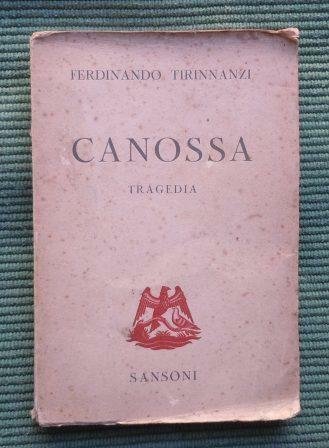 FERDINANDO TIRINNANZI
CANOSSA
TRAGEDIA
SANSONI